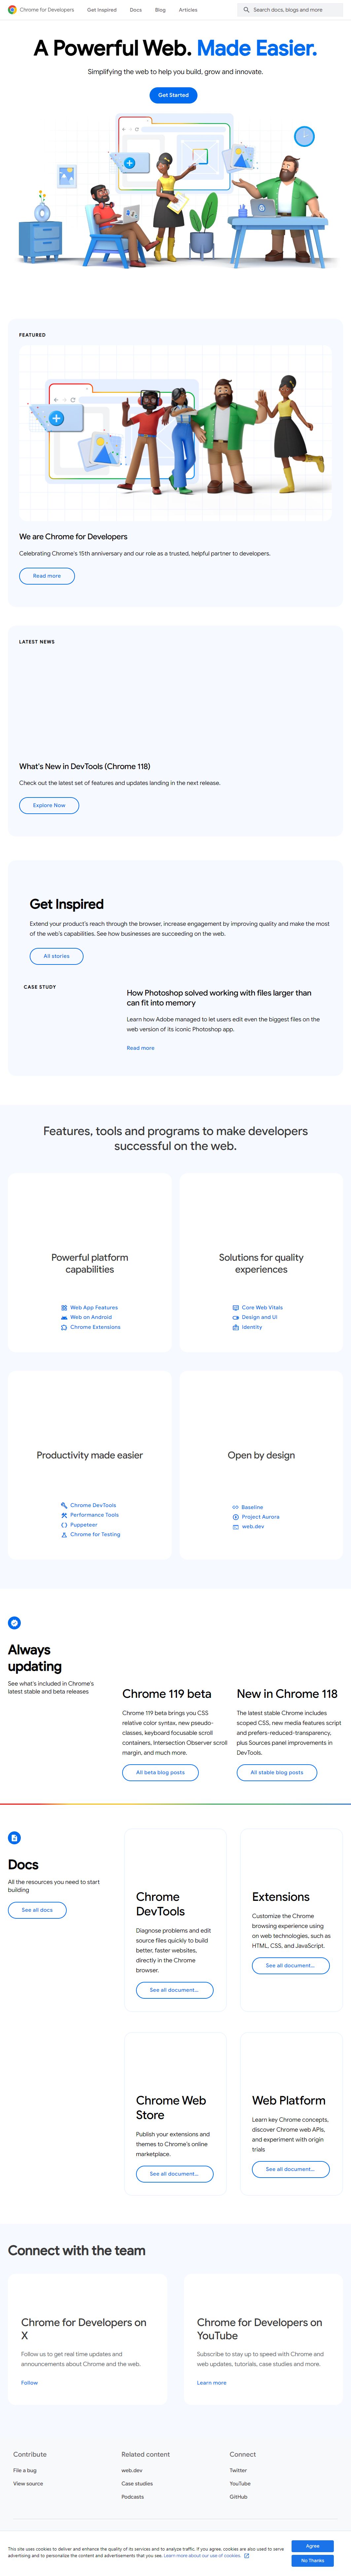 Chrome for Developers
Get Inspired
Docs
Blog
Articles
Search docs, blogs and more
A Powerful Web. Made Easier.
Simplifying the web to help you build, grow and innovate.
Get Started
FEATURED
We are Chrome for Developers
Celebrating Chrome's 15th anniversary and our role as a trusted, helpful partner to developers.
Read more
LATEST NEWS
What's New in DevTools (Chrome 118)
Check out the latest set of features and updates landing in the next release.
Explore Now
Get Inspired
Extend your product's reach through the browser, increase engagement by improving quality and make the most
of the web's capabilities. See how businesses are succeeding on the web.
All stories
CASE STUDY
How Photoshop solved working with files larger than
can fit into memory
Learn how Adobe managed to let users edit even the biggest files on the
web version of its iconic Photoshop app.
Read more
Features, tools and programs to make developers
successful on the web.
Powerful platform
capabilities
Web App Features
Web on Android
Chrome Extensions
Solutions for quality
experiences
Core Web Vitals
Design and UI
Identity
Productivity made easier
Chrome DevTools
Performance Tools
Puppeteer
Chrome for Testing
Open by design
Baseline
Project Aurora
web.dev
Always
updating
See what's included in Chrome's
latest stable and beta releases
Chrome 119 beta
Chrome 119 beta brings you CSS
relative color syntax, new pseudo-
classes, keyboard focusable scroll
containers, Intersection Observer scroll
margin, and much more.
All beta blog posts
New in Chrome 118
The latest stable Chrome includes
scoped CSS, new media features script
and prefers-reduced-transparency,
plus Sources panel improvements in
DevTools.
All stable blog posts
Docs
All the resources you need to start
building
See all docs
Chrome
DevTools
Diagnose problems and edit
source files quickly to build
better, faster websites,
directly in the Chrome
browser.
See all document...
Extensions
Customize the Chrome
browsing experience using
on web technologies, such as
HTML, CSS, and JavaScript.
See all document...
Chrome Web
Store
Publish your extensions and
themes to Chrome's online
marketplace.
See all document...
Web Platform
Learn key Chrome concepts,
discover Chrome web APIs,
and experiment with origin
trials
See all document...
Connect with the team
Chrome for Developers on
X
Follow us to get real time updates and
announcements about Chrome and the web.
Follow
Chrome for Developers on
YouTube
Subscribe to stay up to speed with Chrome and
web updates, tutorials, case studies and more.
Learn more
Contribute
File a bug
View source
Related content
web.dev
Case studies
Podcasts
Connect
Twitter
YouTube
GitHub
This site uses cookies to deliver and enhance the quality of its services and to analyze traffic. If you agree, cookies are also used to serve
advertising and to personalize the content and advertisements that you see. Learn more about our use of cookies.
Agree
No Thanks